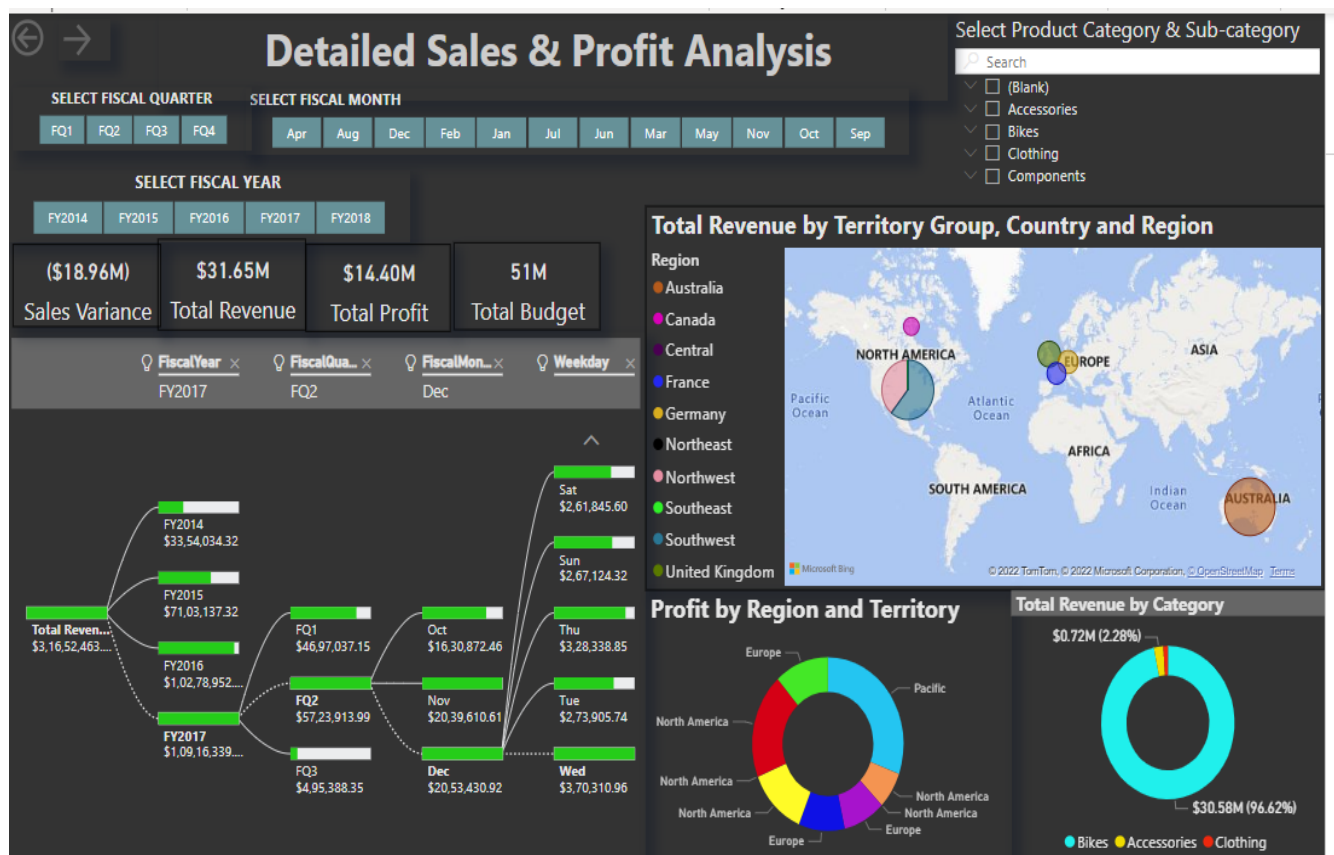 Detailed Sales & Profit Analysis
Select Product Category & Sub-category
Search
(Blank)
Accessories
Bikes
Clothing
Components
SELECT FISCAL QUARTER
FQ1 FQ2 FQ3 FQ4
SELECT FISCAL MONTH
Apr Aug Dec Feb Jan Jul Jun Mar May Nov Oct Sep
SELECT FISCAL YEAR
FY2014 FY2015 FY2016 FY2017 FY2018
($18.96M)
Sales Variance
$31.65M
Total Revenue
$14.40M
Total Profit
51M
Total Budget
FiscalYear × FiscalQua... × FiscalMon... × Weekday ×
FY2017 FQ2 Dec
Total Reven...
$3,16,52,463....
FY2014
$33,54,034.32
FY2015
$71,03,137.32
FY2016
$1,02,78,952....
FY2017
$1,09,16,339....
FQ1
$46,97,037.15
FQ2
$57,23,913.99
FQ3
$4,95,388.35
Oct
$16,30,872.46
Nov
$20,39,610.61
Dec
$20,53,430.92
Sat
$2,61,845.60
Sun
$2,67,124.32
Thu
$3,28,338.85
Tue
$2,73,905.74
Wed
$3,70,310.96
Total Revenue by Territory Group, Country and Region
Region
Australia
Canada
Central
France
Germany
Northeast
Northwest
Southeast
Southwest
United Kingdom
NORTH AMERICA
EUROPE
ASIA
Pacific
Ocean
Atlantic
Ocean
AFRICA
SOUTH AMERICA
Indian
Ocean
AUSTRALIA
Microsoft Bing
© 2022 TomTom, © 2022 Microsoft Corporation, © OpenStreetMap Terms
Profit by Region and Territory
Europe
Pacific
North America
North America
North America
North America
North America
Europe
Europe
Total Revenue by Category
$0.72M (2.28%)
$30.58M (96.62%)
Bikes Accessories Clothing